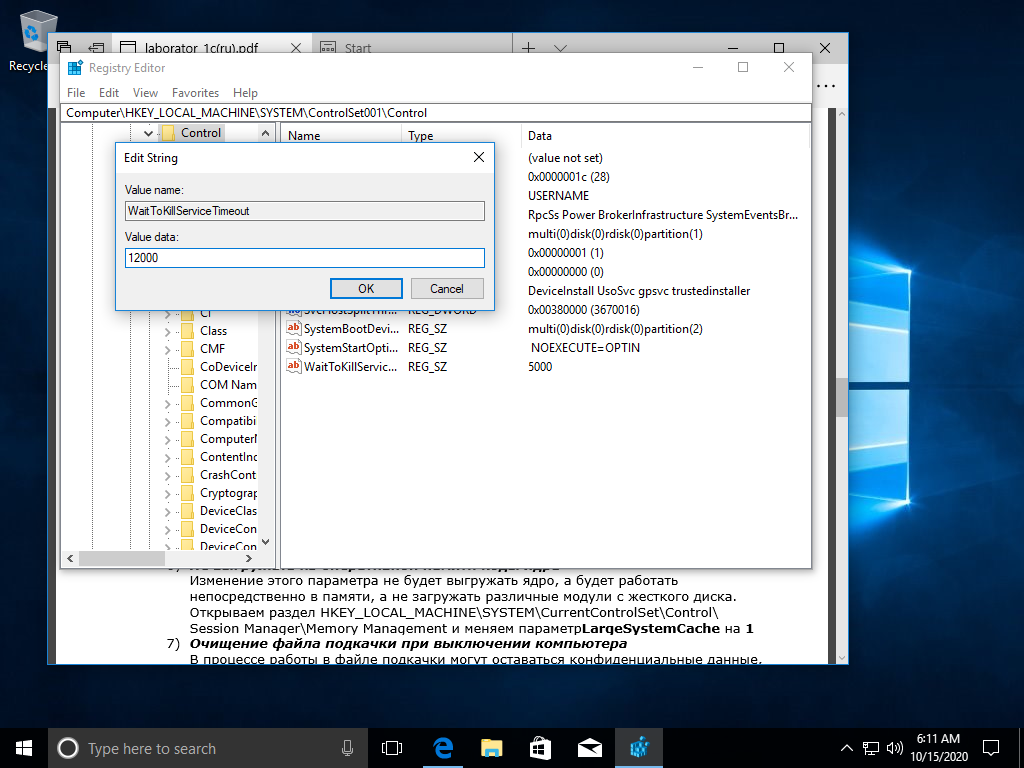 Recycle
laborator_1c(ru).pdf
Start
Registry Editor
File Edit View Favorites Help
Computer\HKEY_LOCAL_MACHINE\SYSTEM\ControlSet001\Control
Control
Name Type Data
(value not set)
0x0000001c (28)
USERNAME
RpcSs Power BrokerInfrastructure SystemEventsBr...
multi(0)disk(0)rdisk(0)partition(1)
0x00000001 (1)
0x00000000 (0)
DeviceInstall UsoSvc gpsvc trustedinstaller
SvcHostSplitThr... REG_DWORD 0x00380000 (3670016)
SystemBootDevi... REG_SZ multi(0)disk(0)rdisk(0)partition(2)
SystemStartOpti... REG_SZ NOEXECUTE=OPTIN
WaitToKillServic... REG_SZ 5000
Edit String
Value name:
WaitToKillServiceTimeout
Value data:
12000
OK Cancel
CI
Class
CMF
CoDeviceIn
COM Nam
CommonG
Compatibi
ComputerN
ContentInc
CrashCont
Cryptograp
DeviceClas
DeviceCon
DeviceCon
Изменение этого параметра не будет выгружать ядро, а будет работать
непосредственно в памяти, а не загружать различные модули с жесткого диска.
Открываем раздел HKEY_LOCAL_MACHINE\SYSTEM\CurrentControlSet\Control\
Session Manager\Memory Management и меняем параметрLargeSystemCache на 1
7) Очищение файла подкачки при выключении компьютера
В процессе работы в файле подкачки могут оставаться конфиденциальные данные,
Type here to search
6:11 AM
10/15/2020